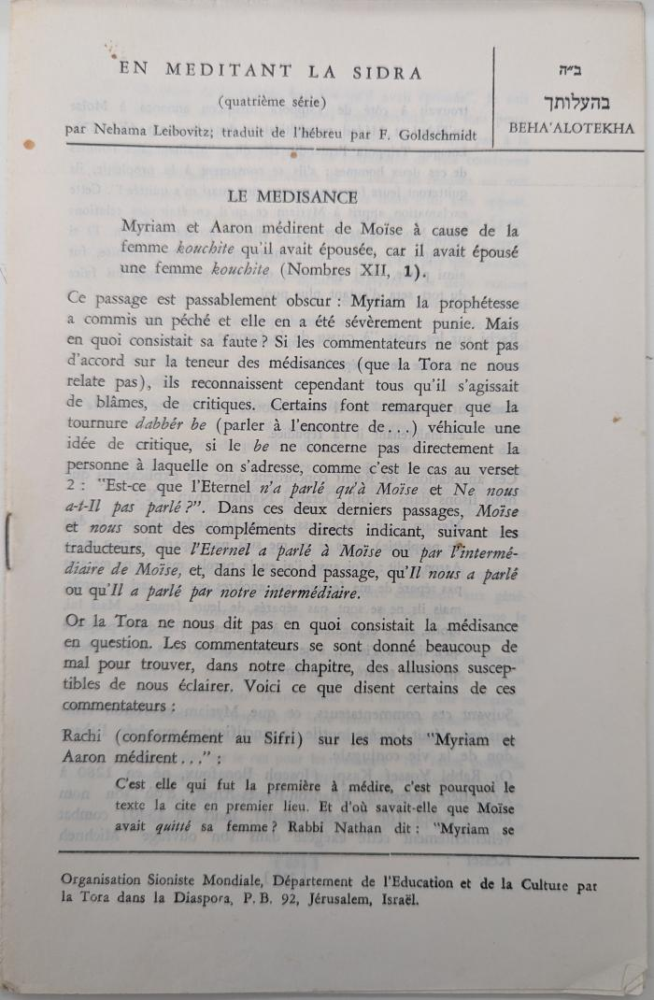 EN MEDITANT LA SIDRA
(quatrième série)
par Nehama Leibovitz; traduit de l'hébreu par F. Goldschmidt
ב״ה
בהעלותך
BEHA'ALOTEKHA
LE MEDISANCE
Myriam et Aaron médirent de Moïse à cause de la
femme kouchite qu'il avait épousée, car il avait épousé
une femme kouchite (Nombres XII, 1).
Ce passage est passablement obscur : Myriam la prophétesse
a commis un péché et elle en a été sévèrement punie. Mais
en quoi consistait sa faute ? Si les commentateurs ne sont pas
d'accord sur la teneur des médisances (que la Tora ne nous
relate pas), ils reconnaissent cependant tous qu'il s'agissait
de blâmes, de critiques. Certains font remarquer que la
tournure dabbér be (parler à l'encontre de...) véhicule une
idée de critique, si le be ne concerne pas directement la
personne à laquelle on s'adresse, comme c'est le cas au verset
2 : "Est-ce que l'Eternel n'a parlé qu'à Moïse et Ne nous
a-t-Il pas parlé ?". Dans ces deux derniers passages, Moïse
et nous sont des compléments directs indicant, suivant les
traducteurs, que l'Eternel a parlé à Moïse ou par l'intermé-
diaire de Moïse, et, dans le second passage, qu'Il nous a parlé
ou qu'Il a parlé par notre intermédiaire.
Or la Tora ne nous dit pas en quoi consistait la médisance
en question. Les commentateurs se sont donné beaucoup de
mal pour trouver, dans notre chapitre, des allusions suscep-
tibles de nous éclairer. Voici ce que disent certains de ces
commentateurs :
Rachi (conformément au Sifri) sur les mots "Myriam et
Aaron médirent..." :
C'est elle qui fut la première à médire, c'est pourquoi le
texte la cite en premier lieu. Et d'où savait-elle que Moïse
avait quitté sa femme ? Rabbi Nathan dit : "Myriam se
Organisation Sioniste Mondiale, Département de l'Education et de la Culture par
la Tora dans la Diaspora, P. B. 92, Jérusalem, Israël.